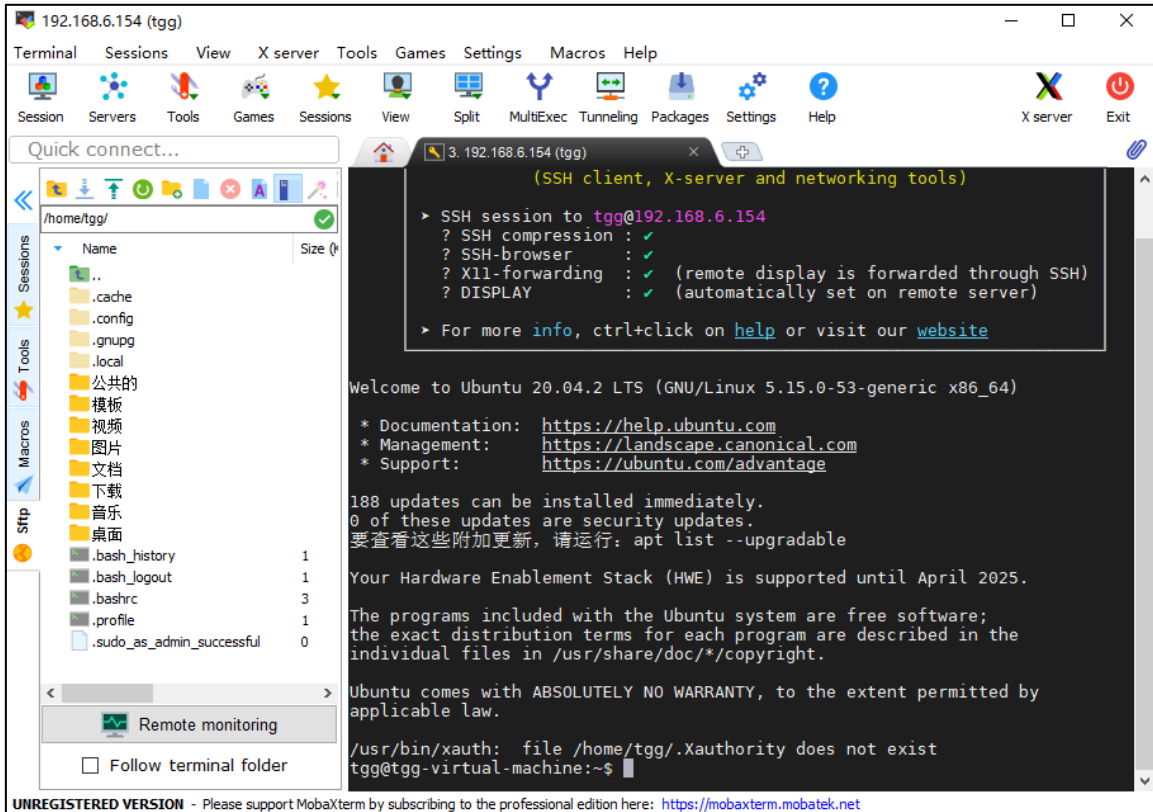 192.168.6.154 (tgg)
Terminal Sessions View X server Tools Games Settings Macros Help
Session Servers Tools Games Sessions View Split MultiExec Tunneling Packages Settings Help X server Exit
Quick connect...
3. 192.168.6.154 (tgg)
/home/tgg/
Name Size (K
..
.cache
.config
.gnupg
.local
公共的
模板
视频
图片
文档
下载
音乐
桌面
.bash_history 1
.bash_logout 1
.bashrc 3
.profile 1
.sudo_as_admin_successful 0
Sessions
Tools
Macros
Sftp
Remote monitoring
Follow terminal folder
(SSH client, X-server and networking tools)
➤ SSH session to tgg@192.168.6.154
? SSH compression : ✔
? SSH-browser : ✔
? X11-forwarding : ✔ (remote display is forwarded through SSH)
? DISPLAY : ✔ (automatically set on remote server)
➤ For more info, ctrl+click on help or visit our website
Welcome to Ubuntu 20.04.2 LTS (GNU/Linux 5.15.0-53-generic x86_64)
* Documentation: https://help.ubuntu.com
* Management: https://landscape.canonical.com
* Support: https://ubuntu.com/advantage
188 updates can be installed immediately.
0 of these updates are security updates.
要查看这些附加更新，请运行：apt list --upgradable
Your Hardware Enablement Stack (HWE) is supported until April 2025.
The programs included with the Ubuntu system are free software;
the exact distribution terms for each program are described in the
individual files in /usr/share/doc/*/copyright.
Ubuntu comes with ABSOLUTELY NO WARRANTY, to the extent permitted by
applicable law.
/usr/bin/xauth: file /home/tgg/.Xauthority does not exist
tgg@tgg-virtual-machine:~$
UNREGISTERED VERSION - Please support MobaXterm by subscribing to the professional edition here: https://mobaxterm.mobatek.net